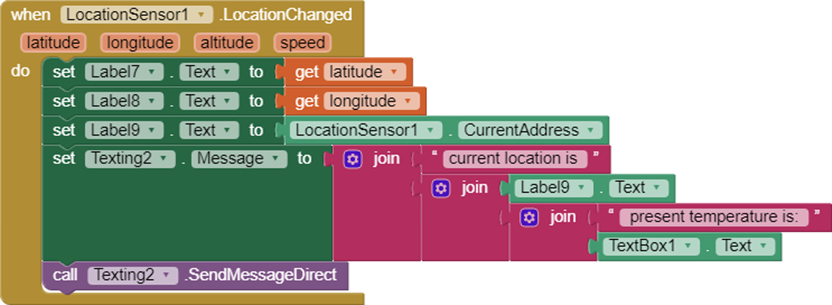 when LocationSensor1 .LocationChanged
latitude longitude altitude speed
do set Label7 . Text to get latitude
set Label8 . Text to get longitude
set Label9 . Text to LocationSensor1 . CurrentAddress
set Texting2 . Message to join “ current location is ”
join Label9 . Text
join “ present temperature is: ”
TextBox1 . Text
call Texting2 .SendMessageDirect